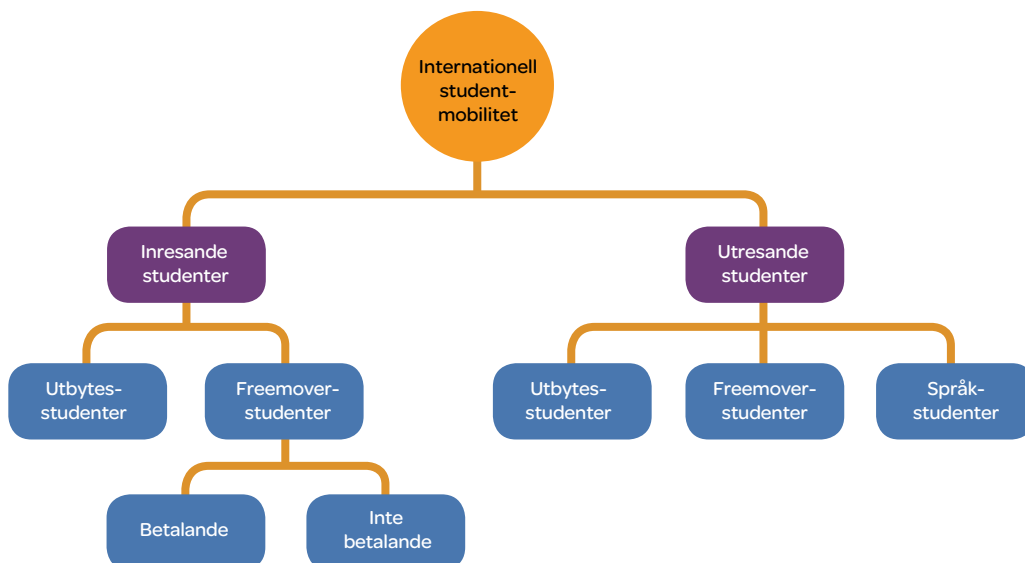 Internationell
student-
mobilitet
Inresande
studenter
Utresande
studenter
Utbytes-
studenter
Freemover-
studenter
Utbytes-
studenter
Freemover-
studenter
Språk-
studenter
Betalande
Inte
betalande